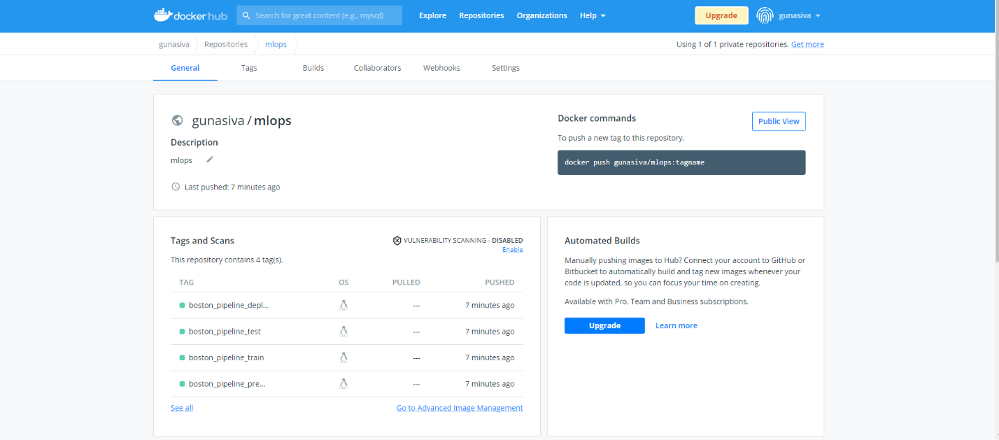 dockerhub
Search for great content (e.g., mysql)
Explore
Repositories
Organizations
Help
Upgrade
gunasiva
gunasiva
Repositories
mlops
Using 1 of 1 private repositories. Get more
General
Tags
Builds
Collaborators
Webhooks
Settings
gunasiva / mlops
Description
mlops
Last pushed: 7 minutes ago
Docker commands
Public View
To push a new tag to this repository,
docker push gunasiva/mlops:tagname
Tags and Scans
VULNERABILITY SCANNING - DISABLED
Enable
This repository contains 4 tag(s).
TAG OS PULLED PUSHED
boston_pipeline_depl... --- 7 minutes ago
boston_pipeline_test --- 7 minutes ago
boston_pipeline_train --- 7 minutes ago
boston_pipeline_pre... --- 7 minutes ago
See all
Go to Advanced Image Management
Automated Builds
Manually pushing images to Hub? Connect your account to GitHub or
Bitbucket to automatically build and tag new images whenever your
code is updated, so you can focus your time on creating.
Available with Pro, Team and Business subscriptions.
Upgrade
Learn more